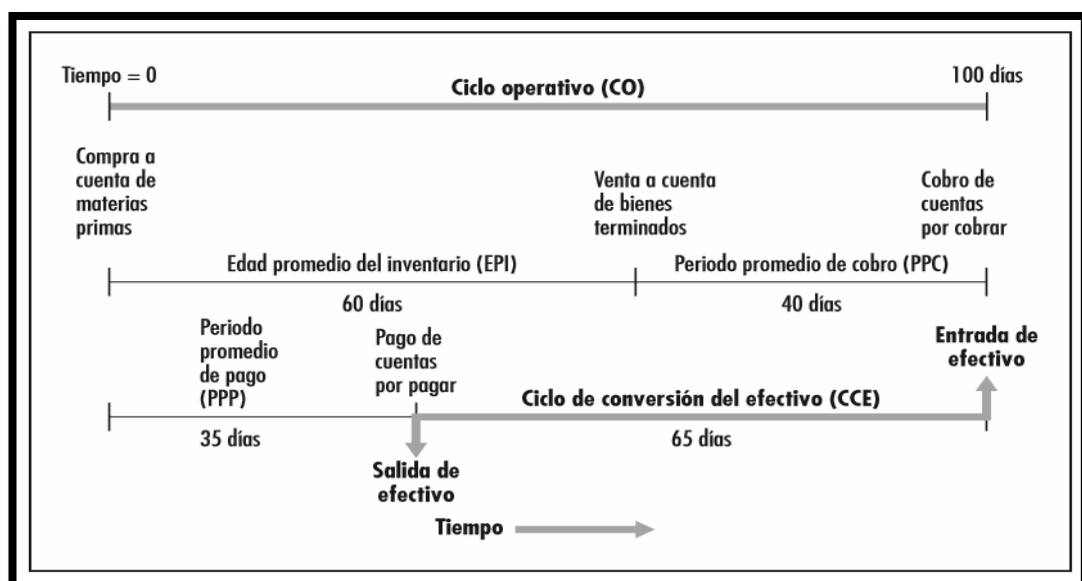 Tiempo = 0
100 días
Ciclo operativo (CO)
Compra a
cuenta de
materias
primas
Venta a cuenta
de bienes
terminados
Cobro de
cuentas
por cobrar
Edad promedio del inventario (EPI)
Periodo promedio de cobro (PPC)
60 días
40 días
Periodo
promedio
de pago
(PPP)
Pago de
cuentas
por pagar
Entrada de
efectivo
Ciclo de conversión del efectivo (CCE)
35 días
65 días
Salida de
efectivo
Tiempo